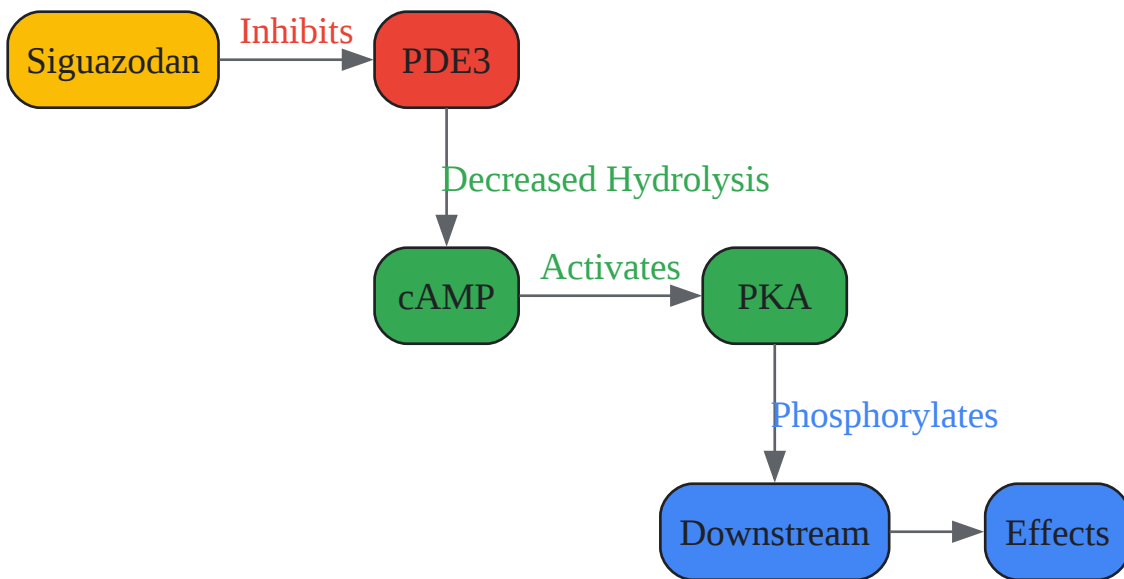 Inhibits
Siguazodan
PDE3
Decreased Hydrolysis
Activates
cAMP
PKA
Phosphorylates
Downstream
Effects